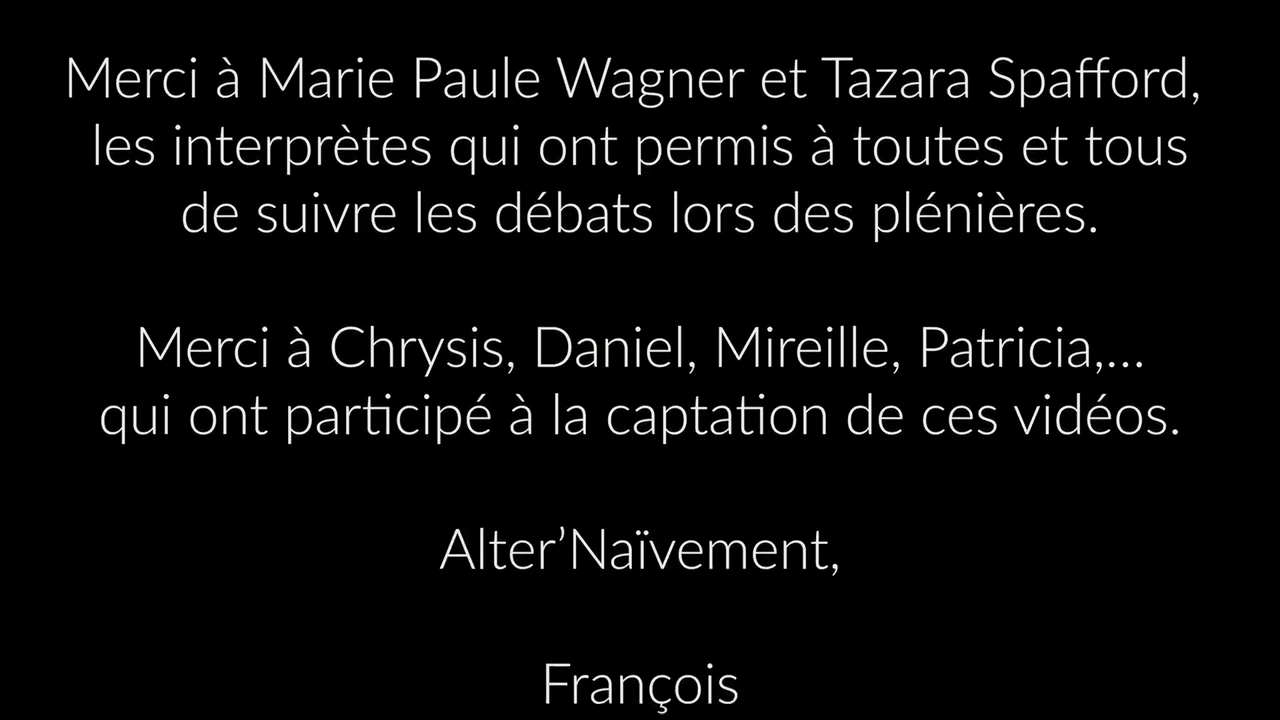 Merci à Marie Paule Wagner et Tazara Spafford,
les interprètes qui ont permis à toutes et tous
de suivre les débats lors des plénières.
Merci à Chrysis, Daniel, Mireille, Patricia,...
qui ont participé à la captation de ces vidéos.
Alter’Naïvement,
François